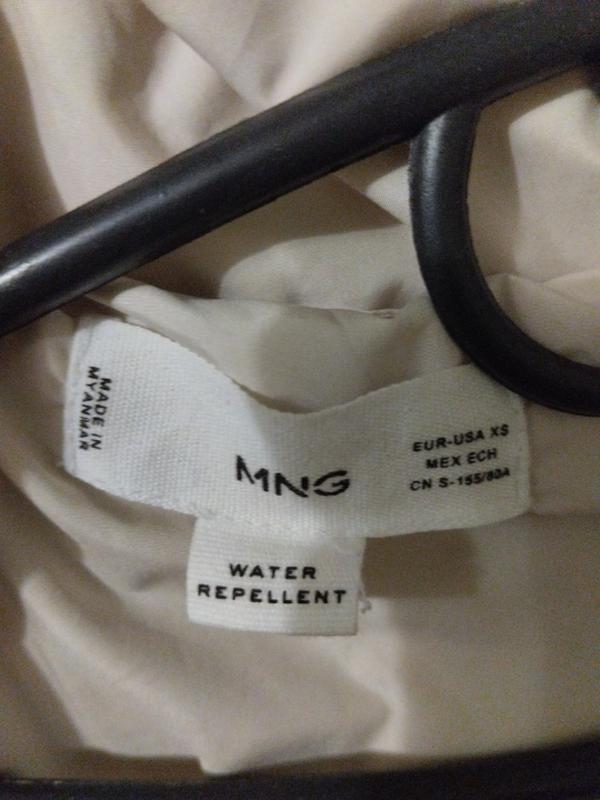 MADE IN
MYANMAR
MNG
EUR-USA XS
MEX ECH
CN S-155/80A
WATER
REPELLENT